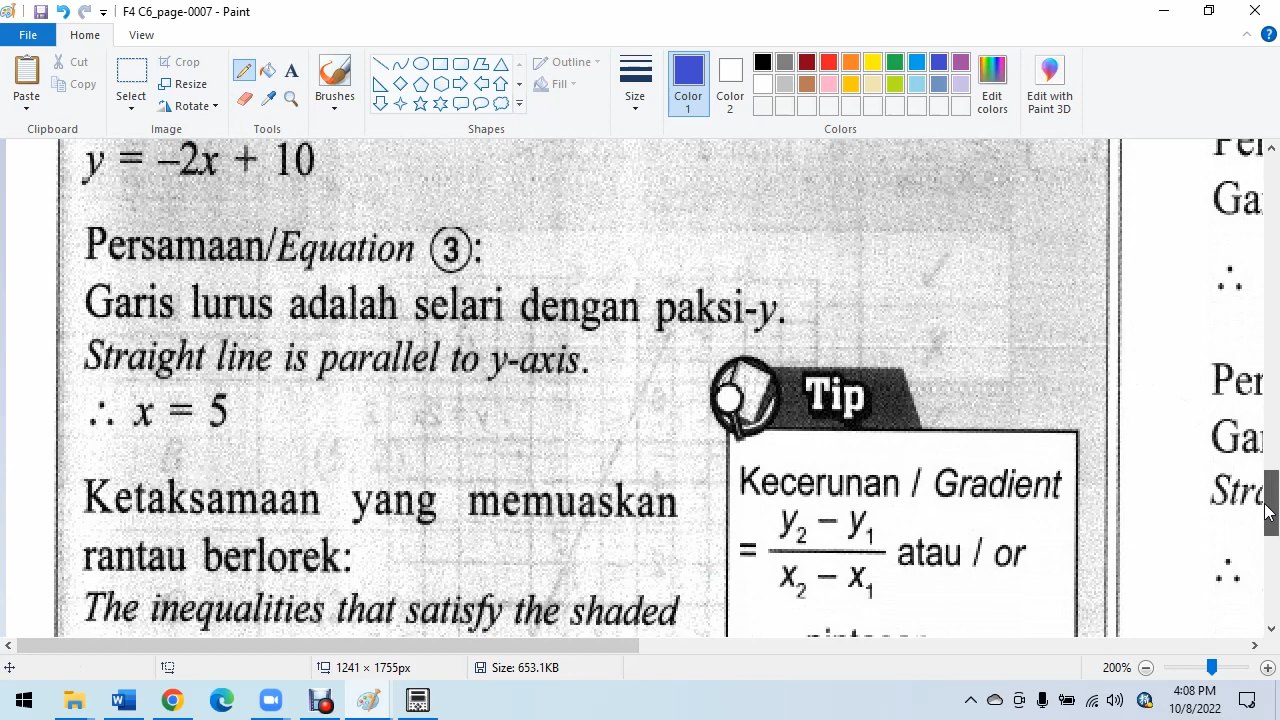 F4 C6_page-0007 - Paint
File Home View
Paste
Cut
Copy
Clipboard
Select
Crop
Resize
Rotate
Image
A
Tools
Brushes
Shapes
Outline
Fill
Size
Color 1
Color 2
Edit colors
Colors
Edit with Paint 3D
y = –2x + 10
Persamaan/Equation ③:
Garis lurus adalah selari dengan paksi-y.
Straight line is parallel to y-axis.
∴ x = 5
Ketaksamaan yang memuaskan
rantau berlorek:
The inequalities that satisfy the shaded
Tip
Kecerunan / Gradient
= (y₂ – y₁)/(x₂ – x₁) atau / or
Ga
∴
Per
Ga
Stra
∴
1241 × 1755px
Size: 653.1KB
200%
4:08 PM
10/8/2022